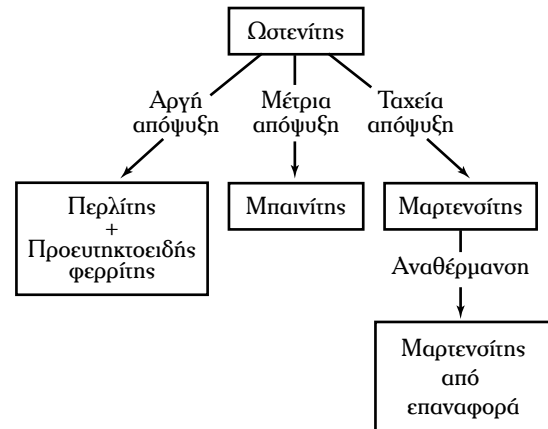 Ωστενίτης
Αργή
απόψυξη
Μέτρια
απόψυξη
Ταχεία
απόψυξη
Περλίτης
+
Προευτηκτοειδής
φερρίτης
Μπαινίτης
Μαρτενσίτης
Αναθέρμανση
Μαρτενσίτης
από
επαναφορά